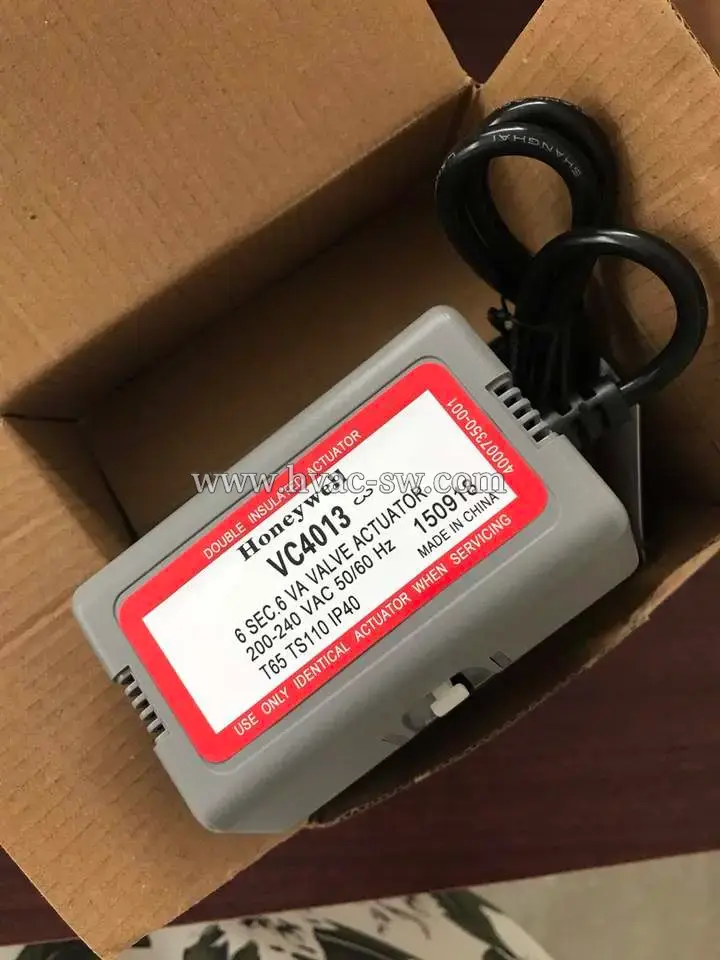 SHANGHAI
DOUBLE INSULATED ACTUATOR
40007350-001
Honeywell
VC4013
6 SEC.6 VA VALVE ACTUATOR
200-240 VAC 50/60 Hz
150918
T65 TS110 IP40
MADE IN CHINA
USE ONLY IDENTICAL ACTUATOR WHEN SERVICING
www.hvac-sw.com